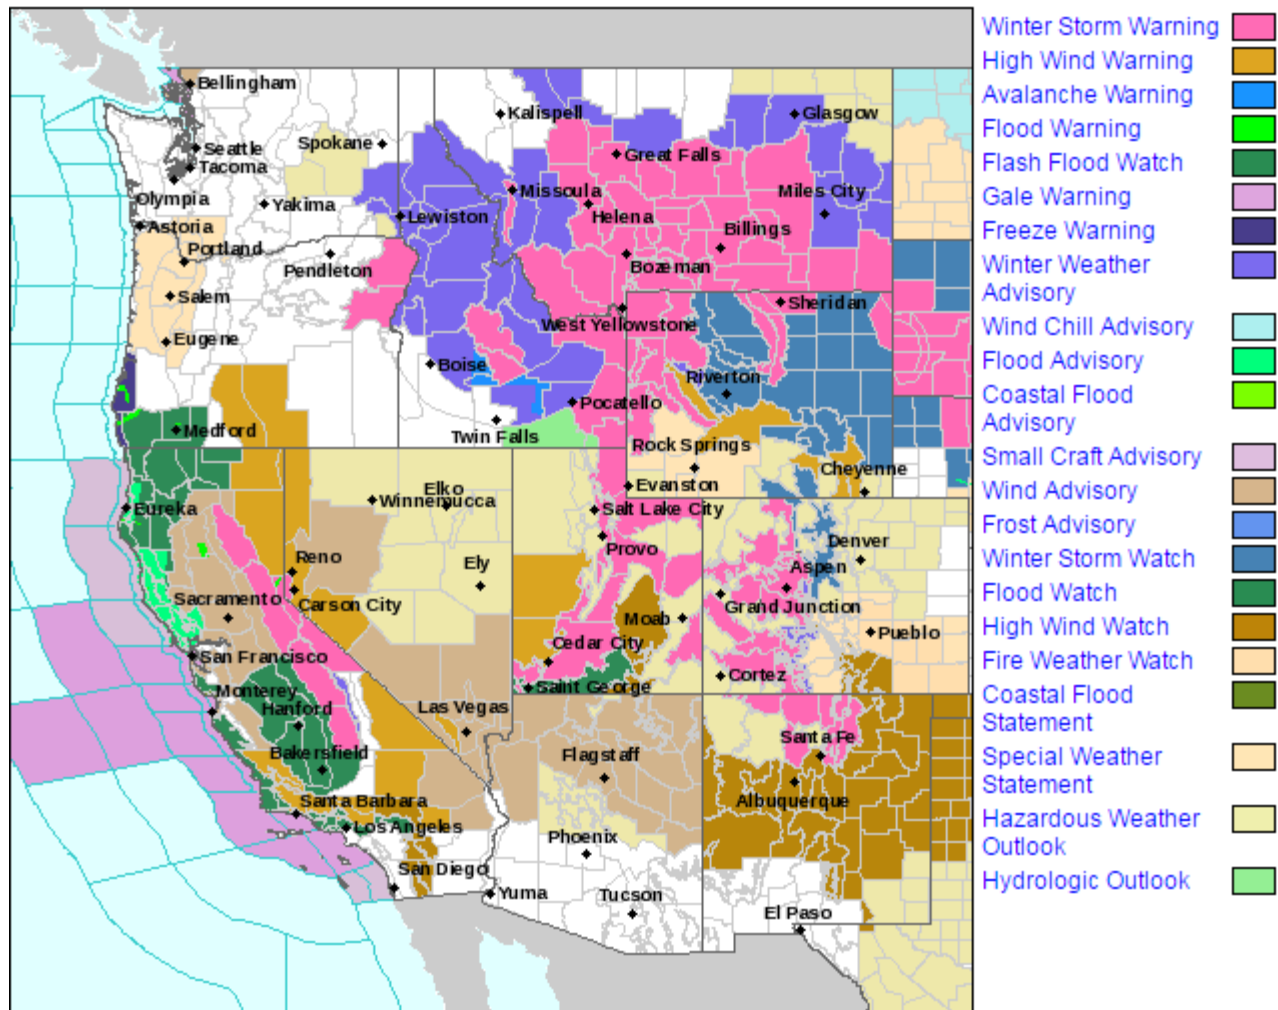 Bellingham
Seattle
Tacoma
Olympia
Spokane
Yakima
Astoria
Portland
Pendleton
Salem
Eugene
Medford
Kalispell
Great Falls
Glasgow
Missoula
Helena
Miles City
Lewiston
Billings
Bozeman
West Yellowstone
Sheridan
Boise
Pocatello
Twin Falls
Riverton
Rock Springs
Cheyenne
Evanston
Eureka
Winnemucca
Elko
Reno
Carson City
Ely
Sacramento
San Francisco
Monterey
Hanford
Bakersfield
Santa Barbara
Los Angeles
San Diego
Las Vegas
Salt Lake City
Provo
Moab
Cedar City
Saint George
Denver
Aspen
Grand Junction
Pueblo
Cortez
Flagstaff
Phoenix
Yuma
Tucson
Santa Fe
Albuquerque
El Paso
Winter Storm Warning
High Wind Warning
Avalanche Warning
Flood Warning
Flash Flood Watch
Gale Warning
Freeze Warning
Winter Weather
Advisory
Wind Chill Advisory
Flood Advisory
Coastal Flood
Advisory
Small Craft Advisory
Wind Advisory
Frost Advisory
Winter Storm Watch
Flood Watch
High Wind Watch
Fire Weather Watch
Coastal Flood
Statement
Special Weather
Statement
Hazardous Weather
Outlook
Hydrologic Outlook